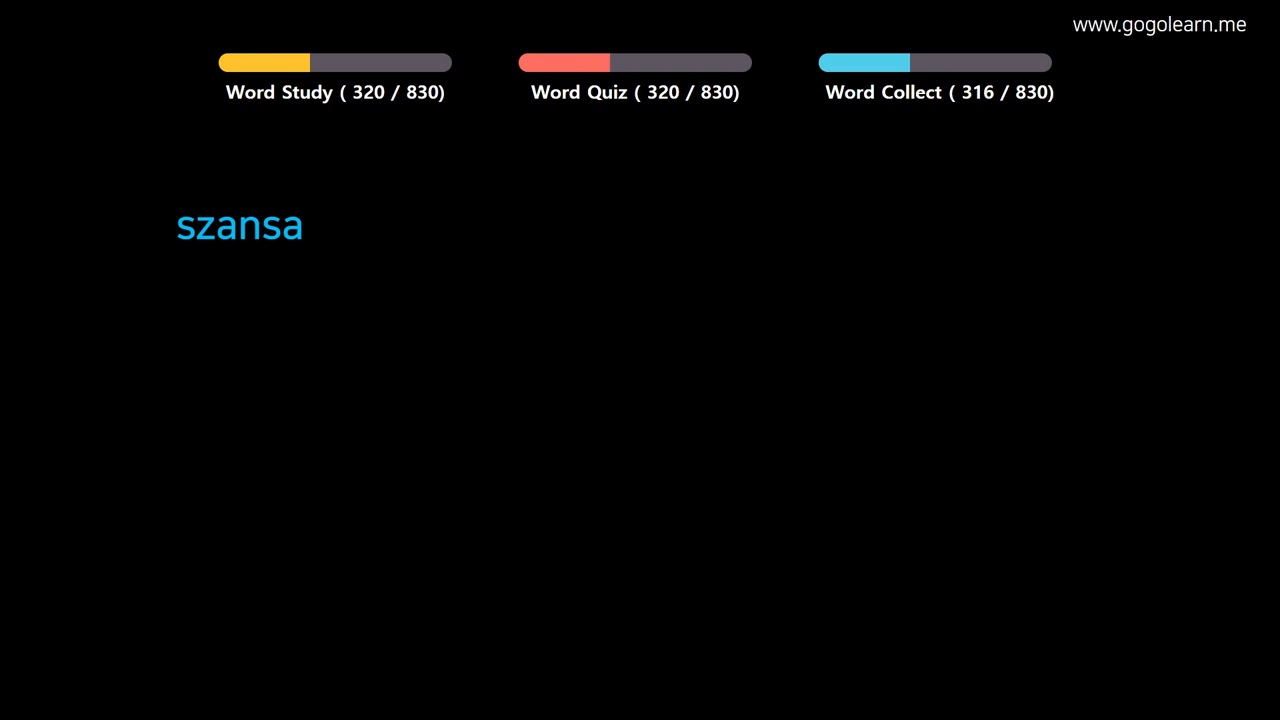 www.gogolearn.me
Word Study ( 320 / 830)
Word Quiz ( 320 / 830)
Word Collect ( 316 / 830)
szansa